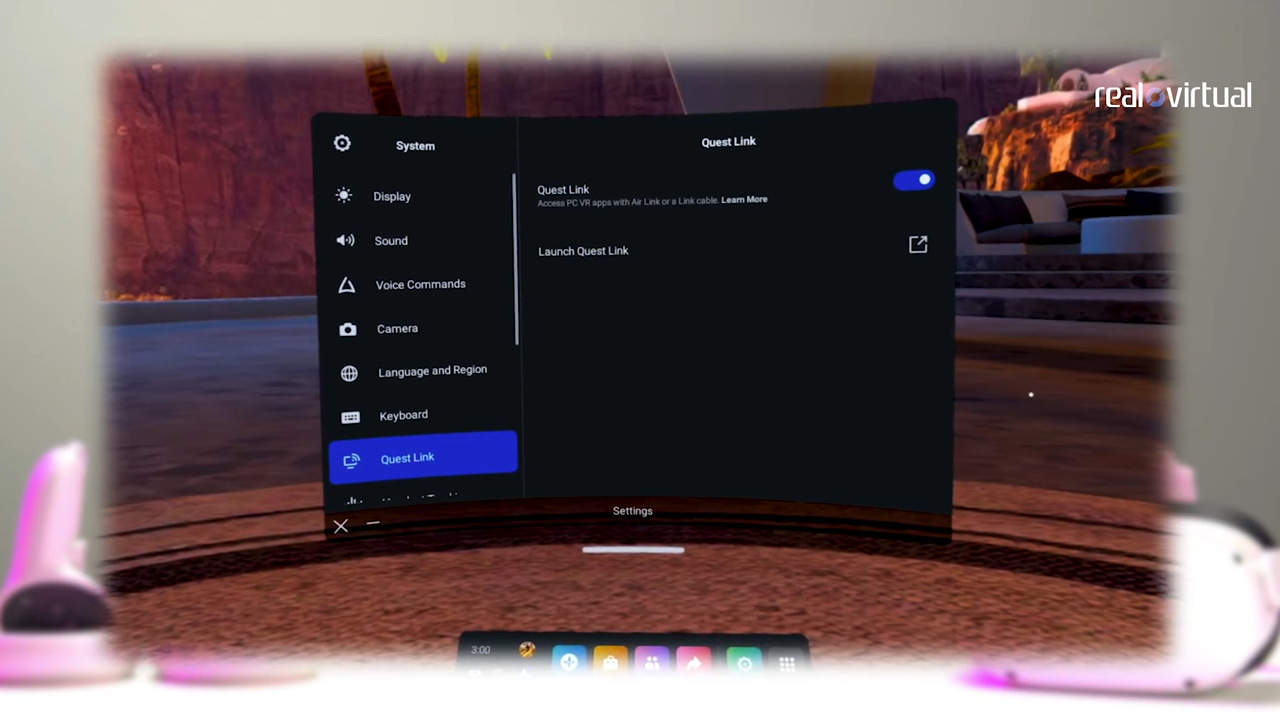 real virtual
System
Display
Sound
Voice Commands
Camera
Language and Region
Keyboard
Quest Link
Quest Link
Quest Link
Access PC VR apps with Air Link or a Link cable. Learn More
Launch Quest Link
Settings
3:00